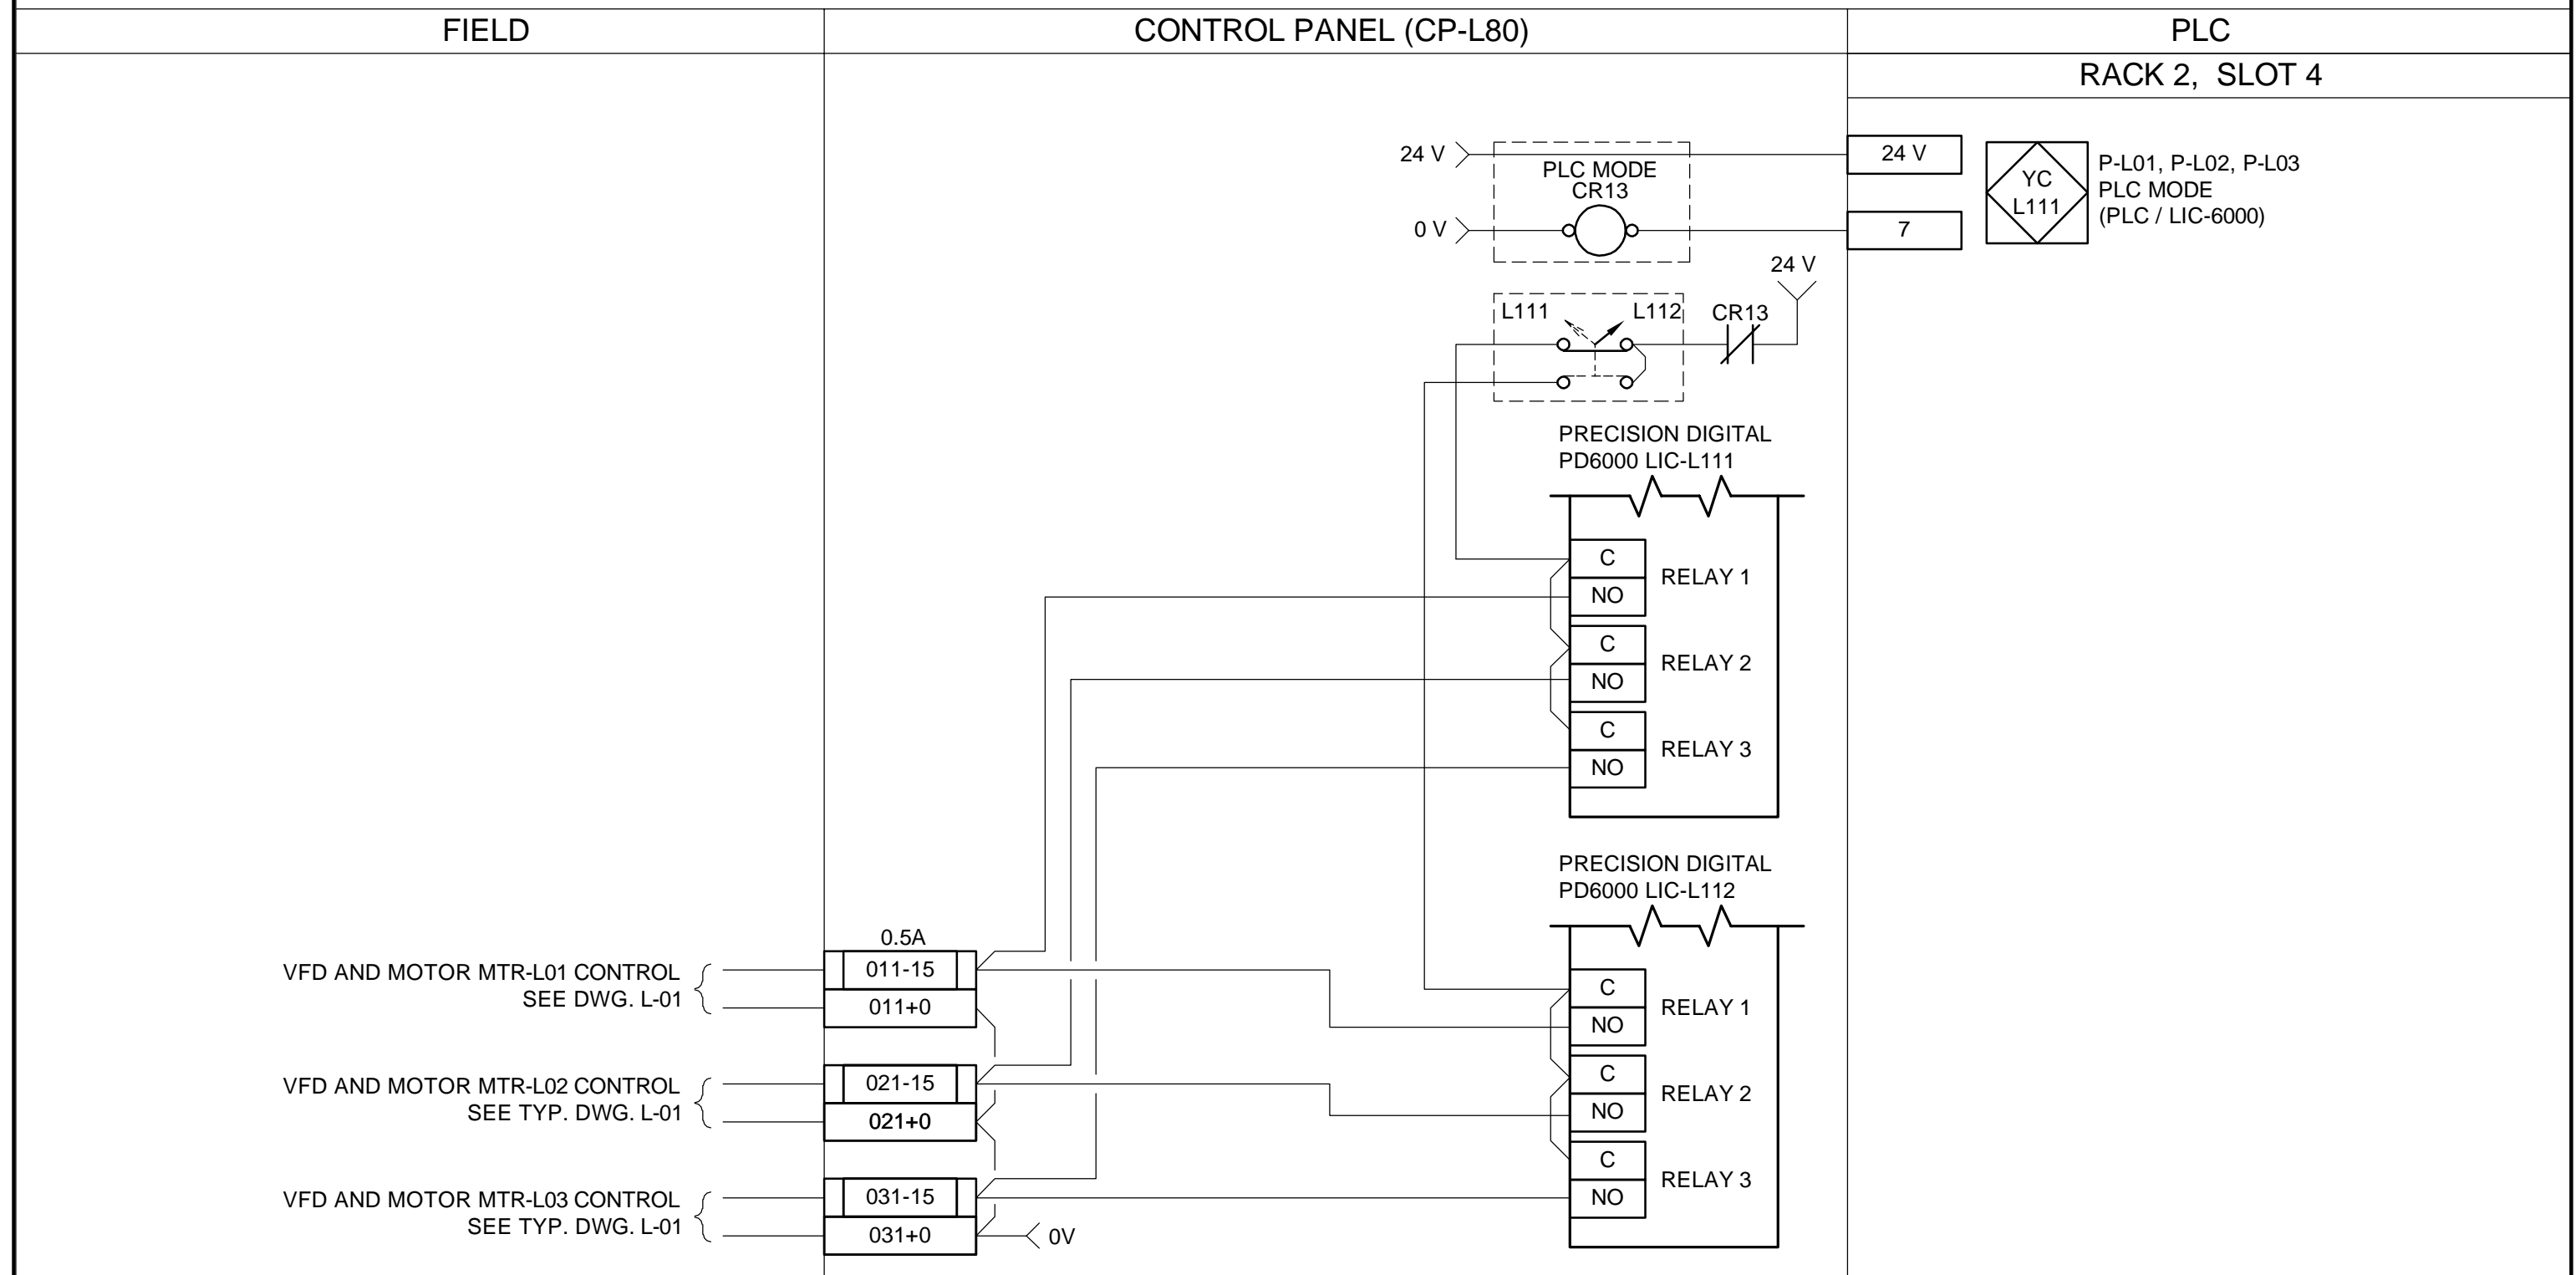 FIELD
CONTROL PANEL (CP-L80)
PLC
RACK 2, SLOT 4
24 V
PLC MODE
CR13
0 V
24 V
7
YC
L111
P-L01, P-L02, P-L03
PLC MODE
(PLC / LIC-6000)
24 V
L111
L112
CR13
PRECISION DIGITAL
PD6000 LIC-L111
C
NO
RELAY 1
C
NO
RELAY 2
C
NO
RELAY 3
PRECISION DIGITAL
PD6000 LIC-L112
C
NO
RELAY 1
C
NO
RELAY 2
C
NO
RELAY 3
0.5A
VFD AND MOTOR MTR-L01 CONTROL
SEE DWG. L-01
011-15
011+0
VFD AND MOTOR MTR-L02 CONTROL
SEE TYP. DWG. L-01
021-15
021+0
VFD AND MOTOR MTR-L03 CONTROL
SEE TYP. DWG. L-01
031-15
031+0
0V